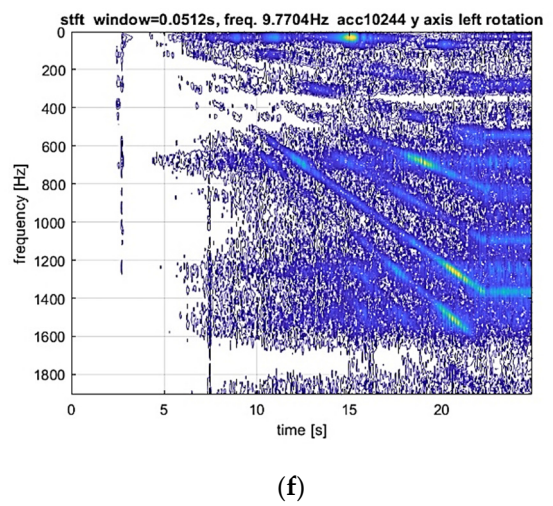 stft window=0.0512s, freq. 9.7704Hz acc10244 y axis left rotation
0
200
400
600
800
1000
1200
1400
1600
1800
frequency [Hz]
0 5 10 15 20
time [s]
(f)